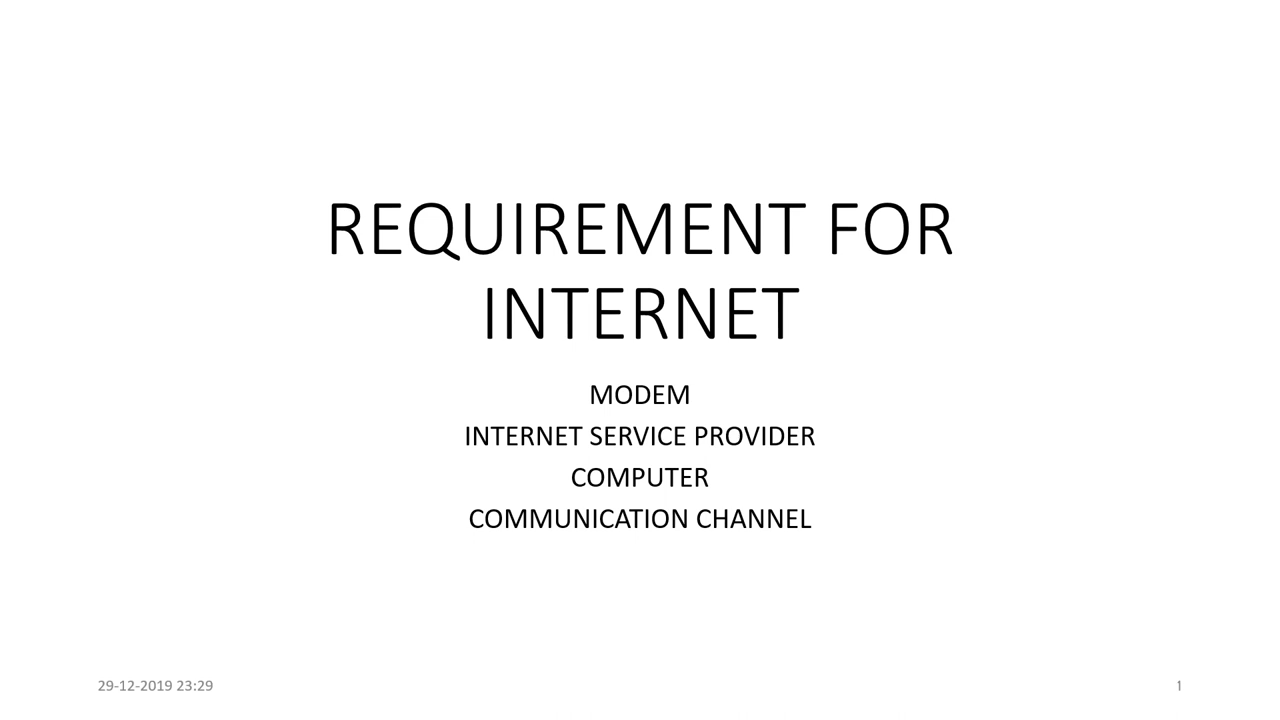 REQUIREMENT FOR
INTERNET
MODEM
INTERNET SERVICE PROVIDER
COMPUTER
COMMUNICATION CHANNEL
29-12-2019 23:29
1